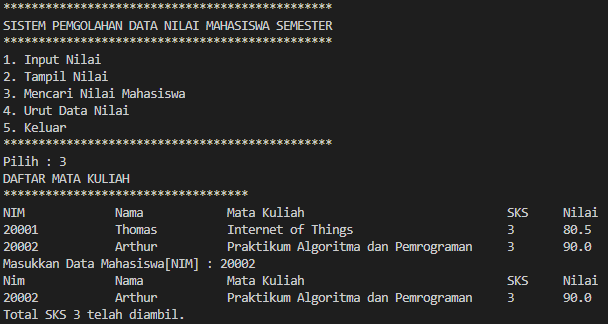 ***********************************************
SISTEM PEMGOLAHAN DATA NILAI MAHASISWA SEMESTER
***********************************************
1. Input Nilai
2. Tampil Nilai
3. Mencari Nilai Mahasiswa
4. Urut Data Nilai
5. Keluar
***********************************************
Pilih : 3
DAFTAR MATA KULIAH
***********************************
NIM Nama Mata Kuliah SKS Nilai
20001 Thomas Internet of Things 3 80.5
20002 Arthur Praktikum Algoritma dan Pemrograman 3 90.0
Masukkan Data Mahasiswa[NIM] : 20002
Nim Nama Mata Kuliah SKS Nilai
20002 Arthur Praktikum Algoritma dan Pemrograman 3 90.0
Total SKS 3 telah diambil.